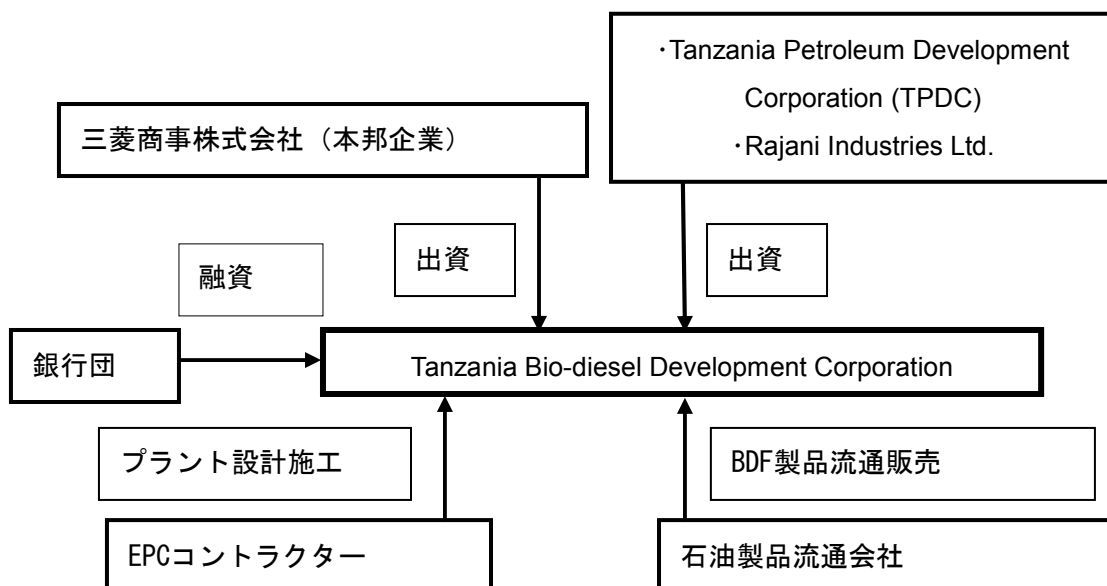 ・Tanzania Petroleum Development
Corporation (TPDC)
・Rajani Industries Ltd.
三菱商事株式会社（本邦企業）
融資
出資
出資
銀行団
Tanzania Bio-diesel Development Corporation
プラント設計施工
BDF製品流通販売
EPCコントラクター
石油製品流通会社